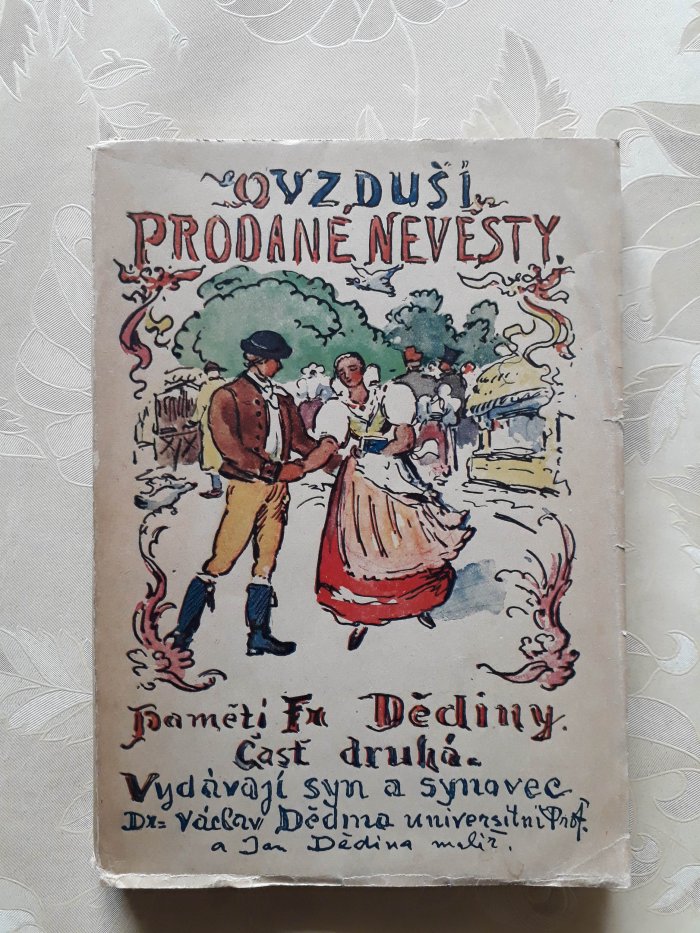 OVZDUŠÍ
PRODANÉ NEVĚSTY.
Paměti Fr Dědiny.
Část druhá.
Vydávají syn a synovec
Dr= Václav Dědina universitní Prof.
a Jan Dědina malíř.